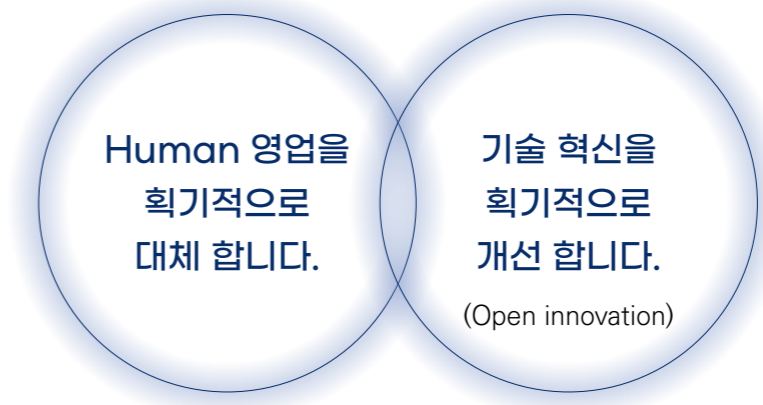 Human 영업을
획기적으로
대체 합니다.
기술 혁신을
획기적으로
개선 합니다.
(Open innovation)